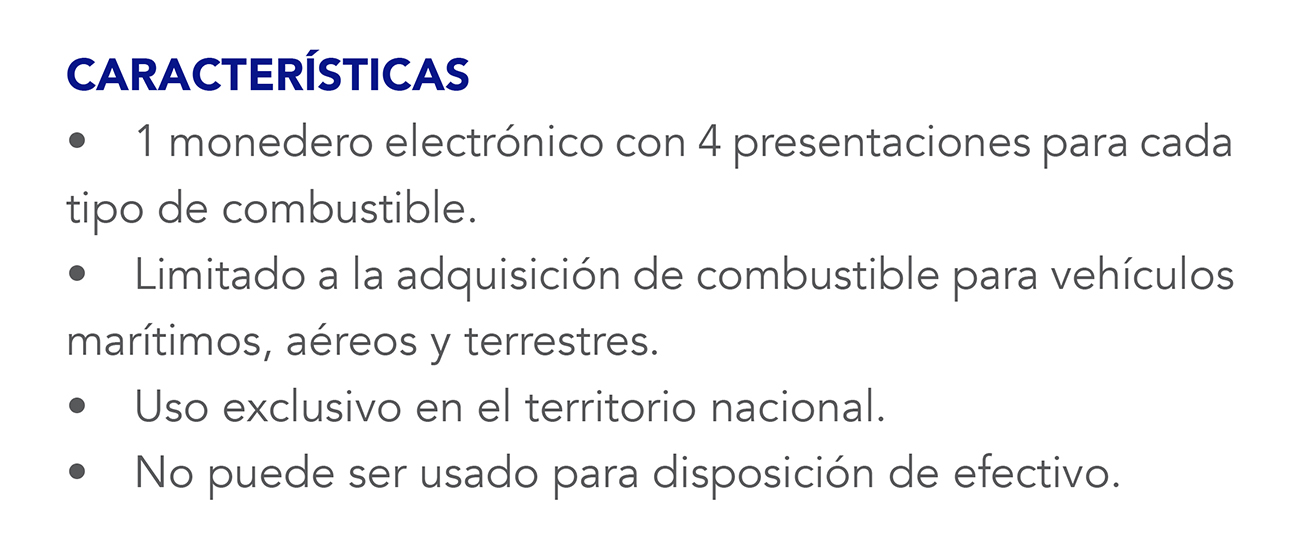 CARACTERÍSTICAS
• 1 monedero electrónico con 4 presentaciones para cada
tipo de combustible.
• Limitado a la adquisición de combustible para vehículos
marítimos, aéreos y terrestres.
• Uso exclusivo en el territorio nacional.
• No puede ser usado para disposición de efectivo.